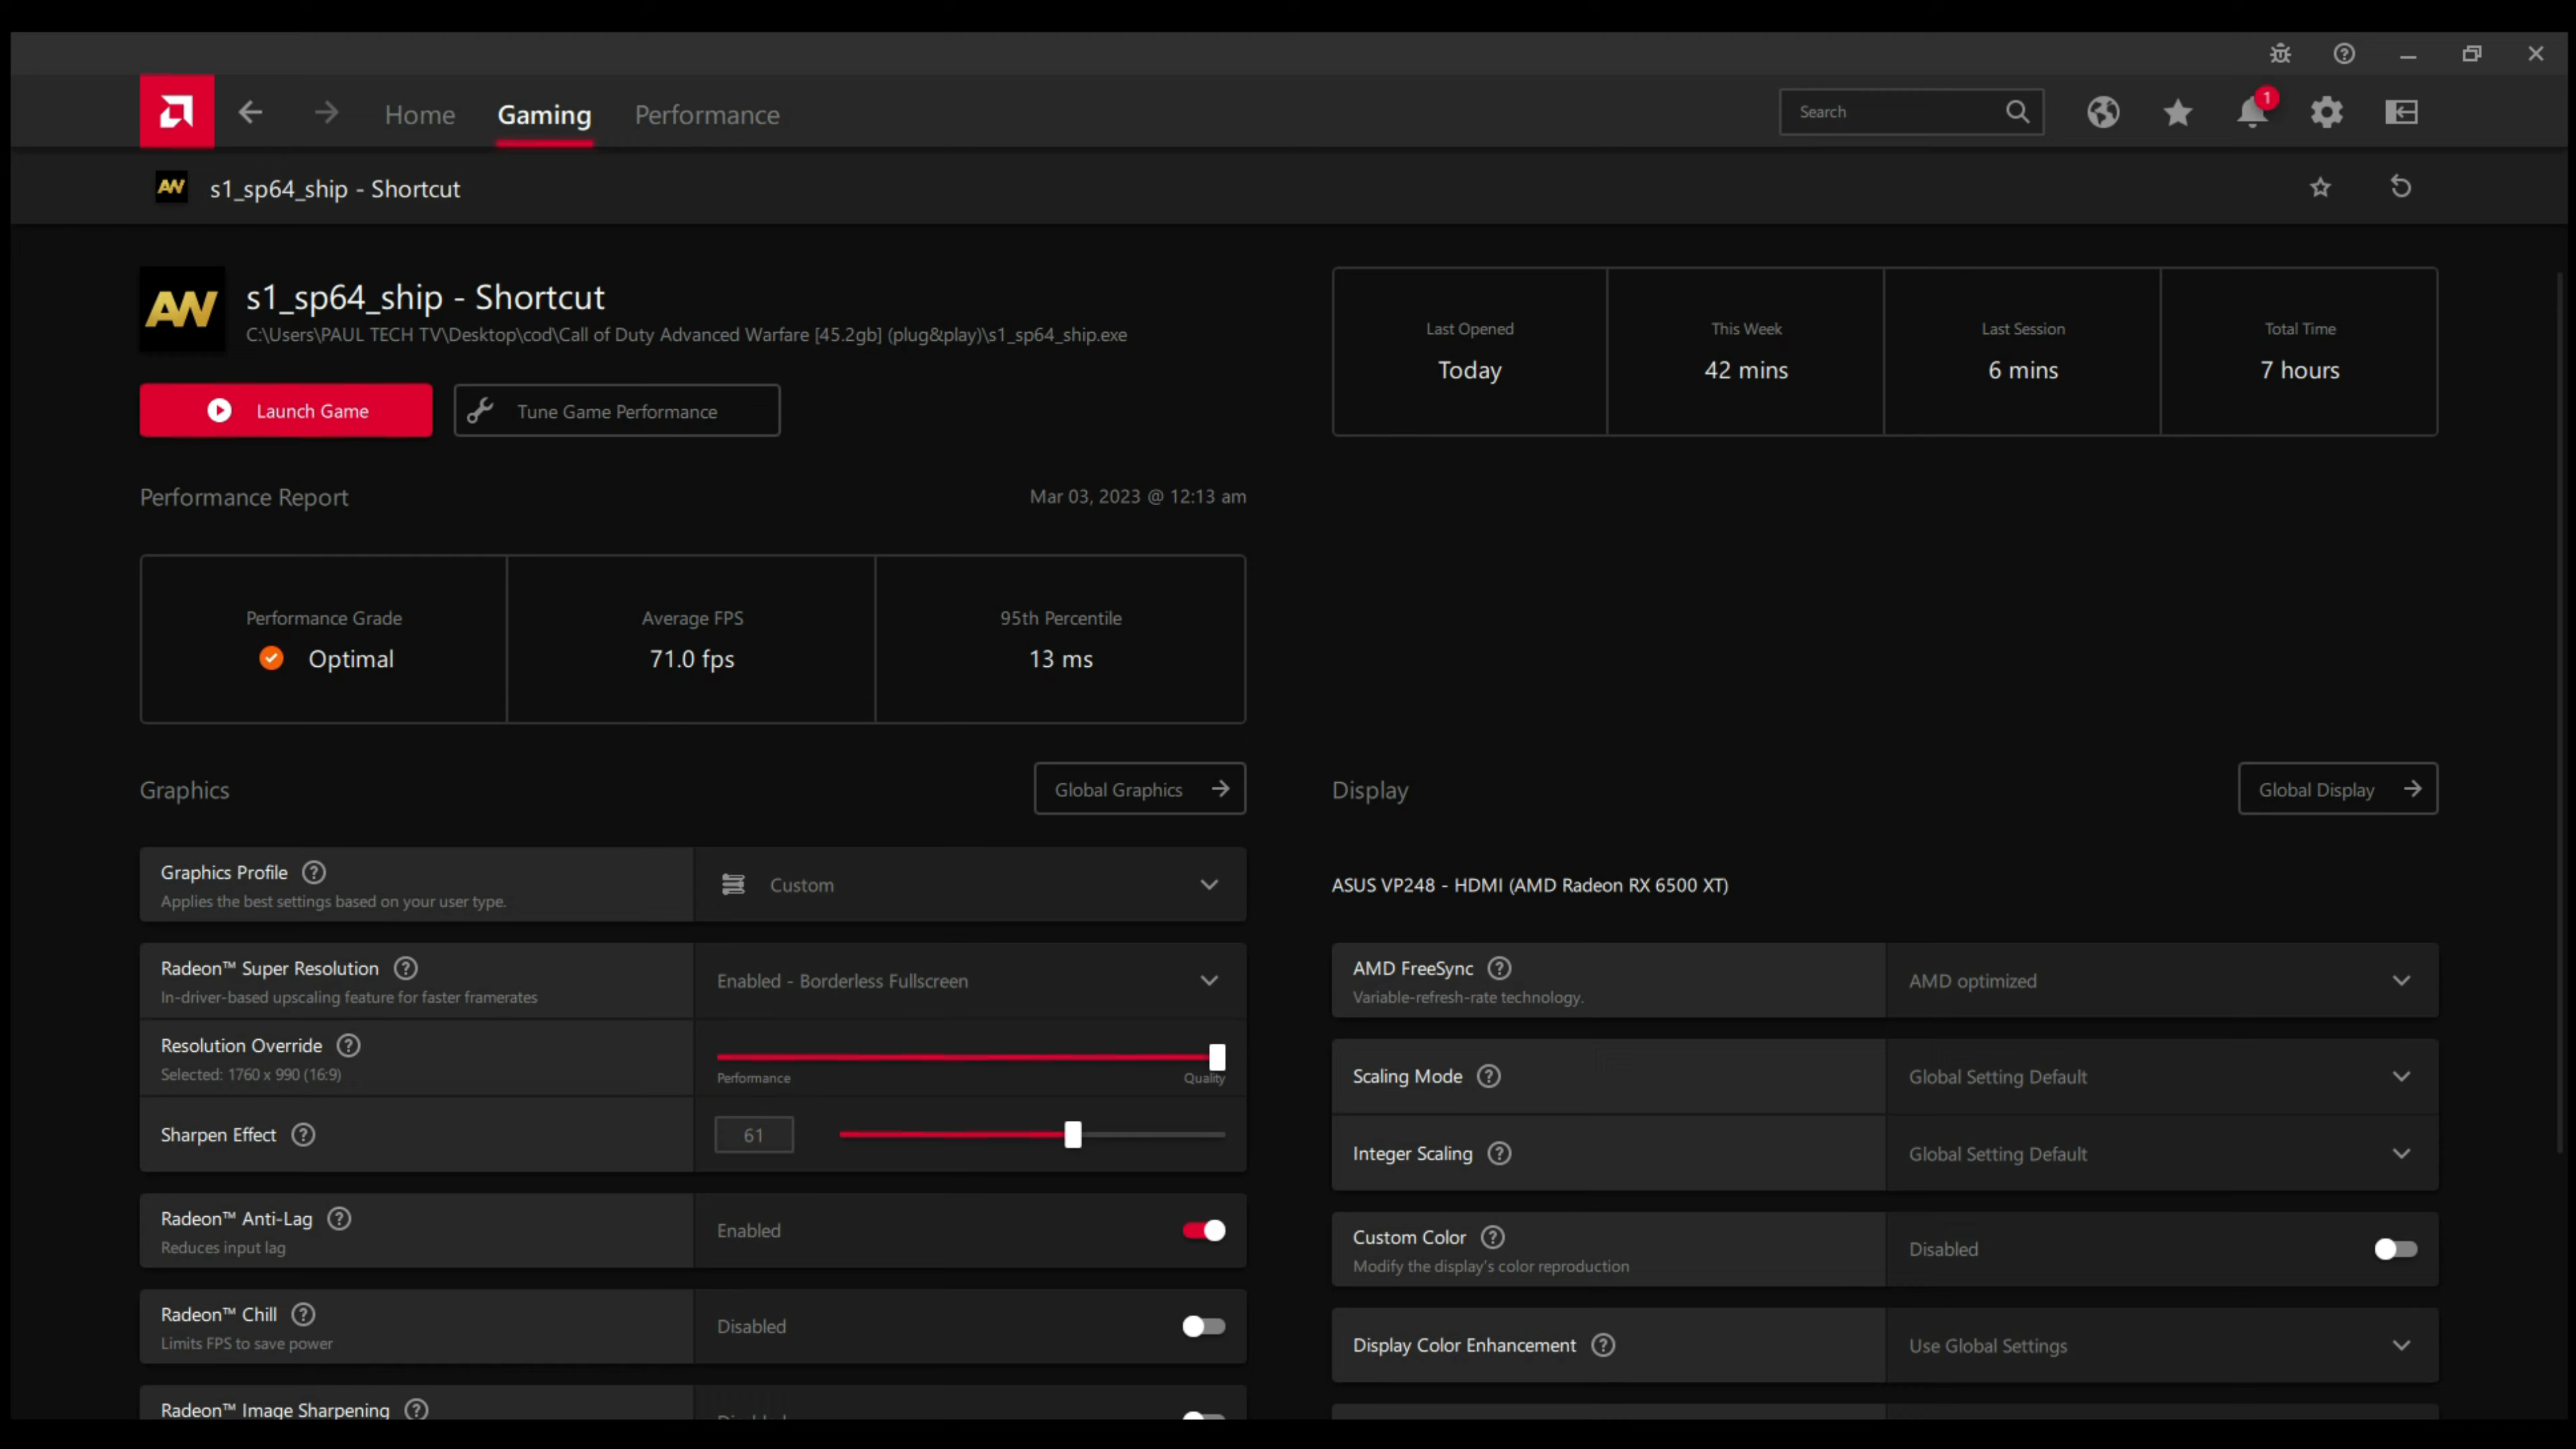 Home
Gaming
Performance
Search
1
AW
s1_sp64_ship - Shortcut
AW
s1_sp64_ship - Shortcut
C:\Users\PAUL TECH TV\Desktop\cod\Call of Duty Advanced Warfare [45.2gb] (plug&play)\s1_sp64_ship.exe
Launch Game
Tune Game Performance
Last Opened
Today
This Week
42 mins
Last Session
6 mins
Total Time
7 hours
Performance Report
Mar 03, 2023 @ 12:13 am
Performance Grade
Optimal
Average FPS
71.0 fps
95th Percentile
13 ms
Graphics
Global Graphics
Graphics Profile
Applies the best settings based on your user type.
Custom
Radeon™ Super Resolution
In-driver-based upscaling feature for faster framerates
Enabled - Borderless Fullscreen
Resolution Override
Selected: 1760 x 990 (16:9)
Performance
Quality
Sharpen Effect
61
Radeon™ Anti-Lag
Reduces input lag
Enabled
Radeon™ Chill
Limits FPS to save power
Disabled
Radeon™ Image Sharpening
Display
Global Display
ASUS VP248 - HDMI (AMD Radeon RX 6500 XT)
AMD FreeSync
Variable-refresh-rate technology.
AMD optimized
Scaling Mode
Global Setting Default
Integer Scaling
Global Setting Default
Custom Color
Modify the display's color reproduction
Disabled
Display Color Enhancement
Use Global Settings